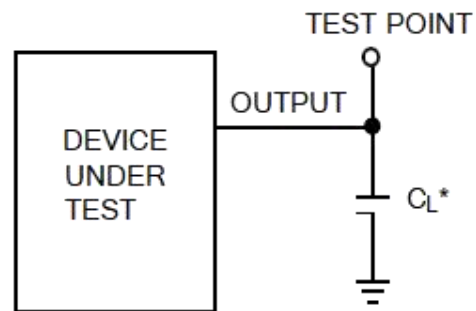 TEST POINT
OUTPUT
DEVICE
UNDER
TEST
CL*